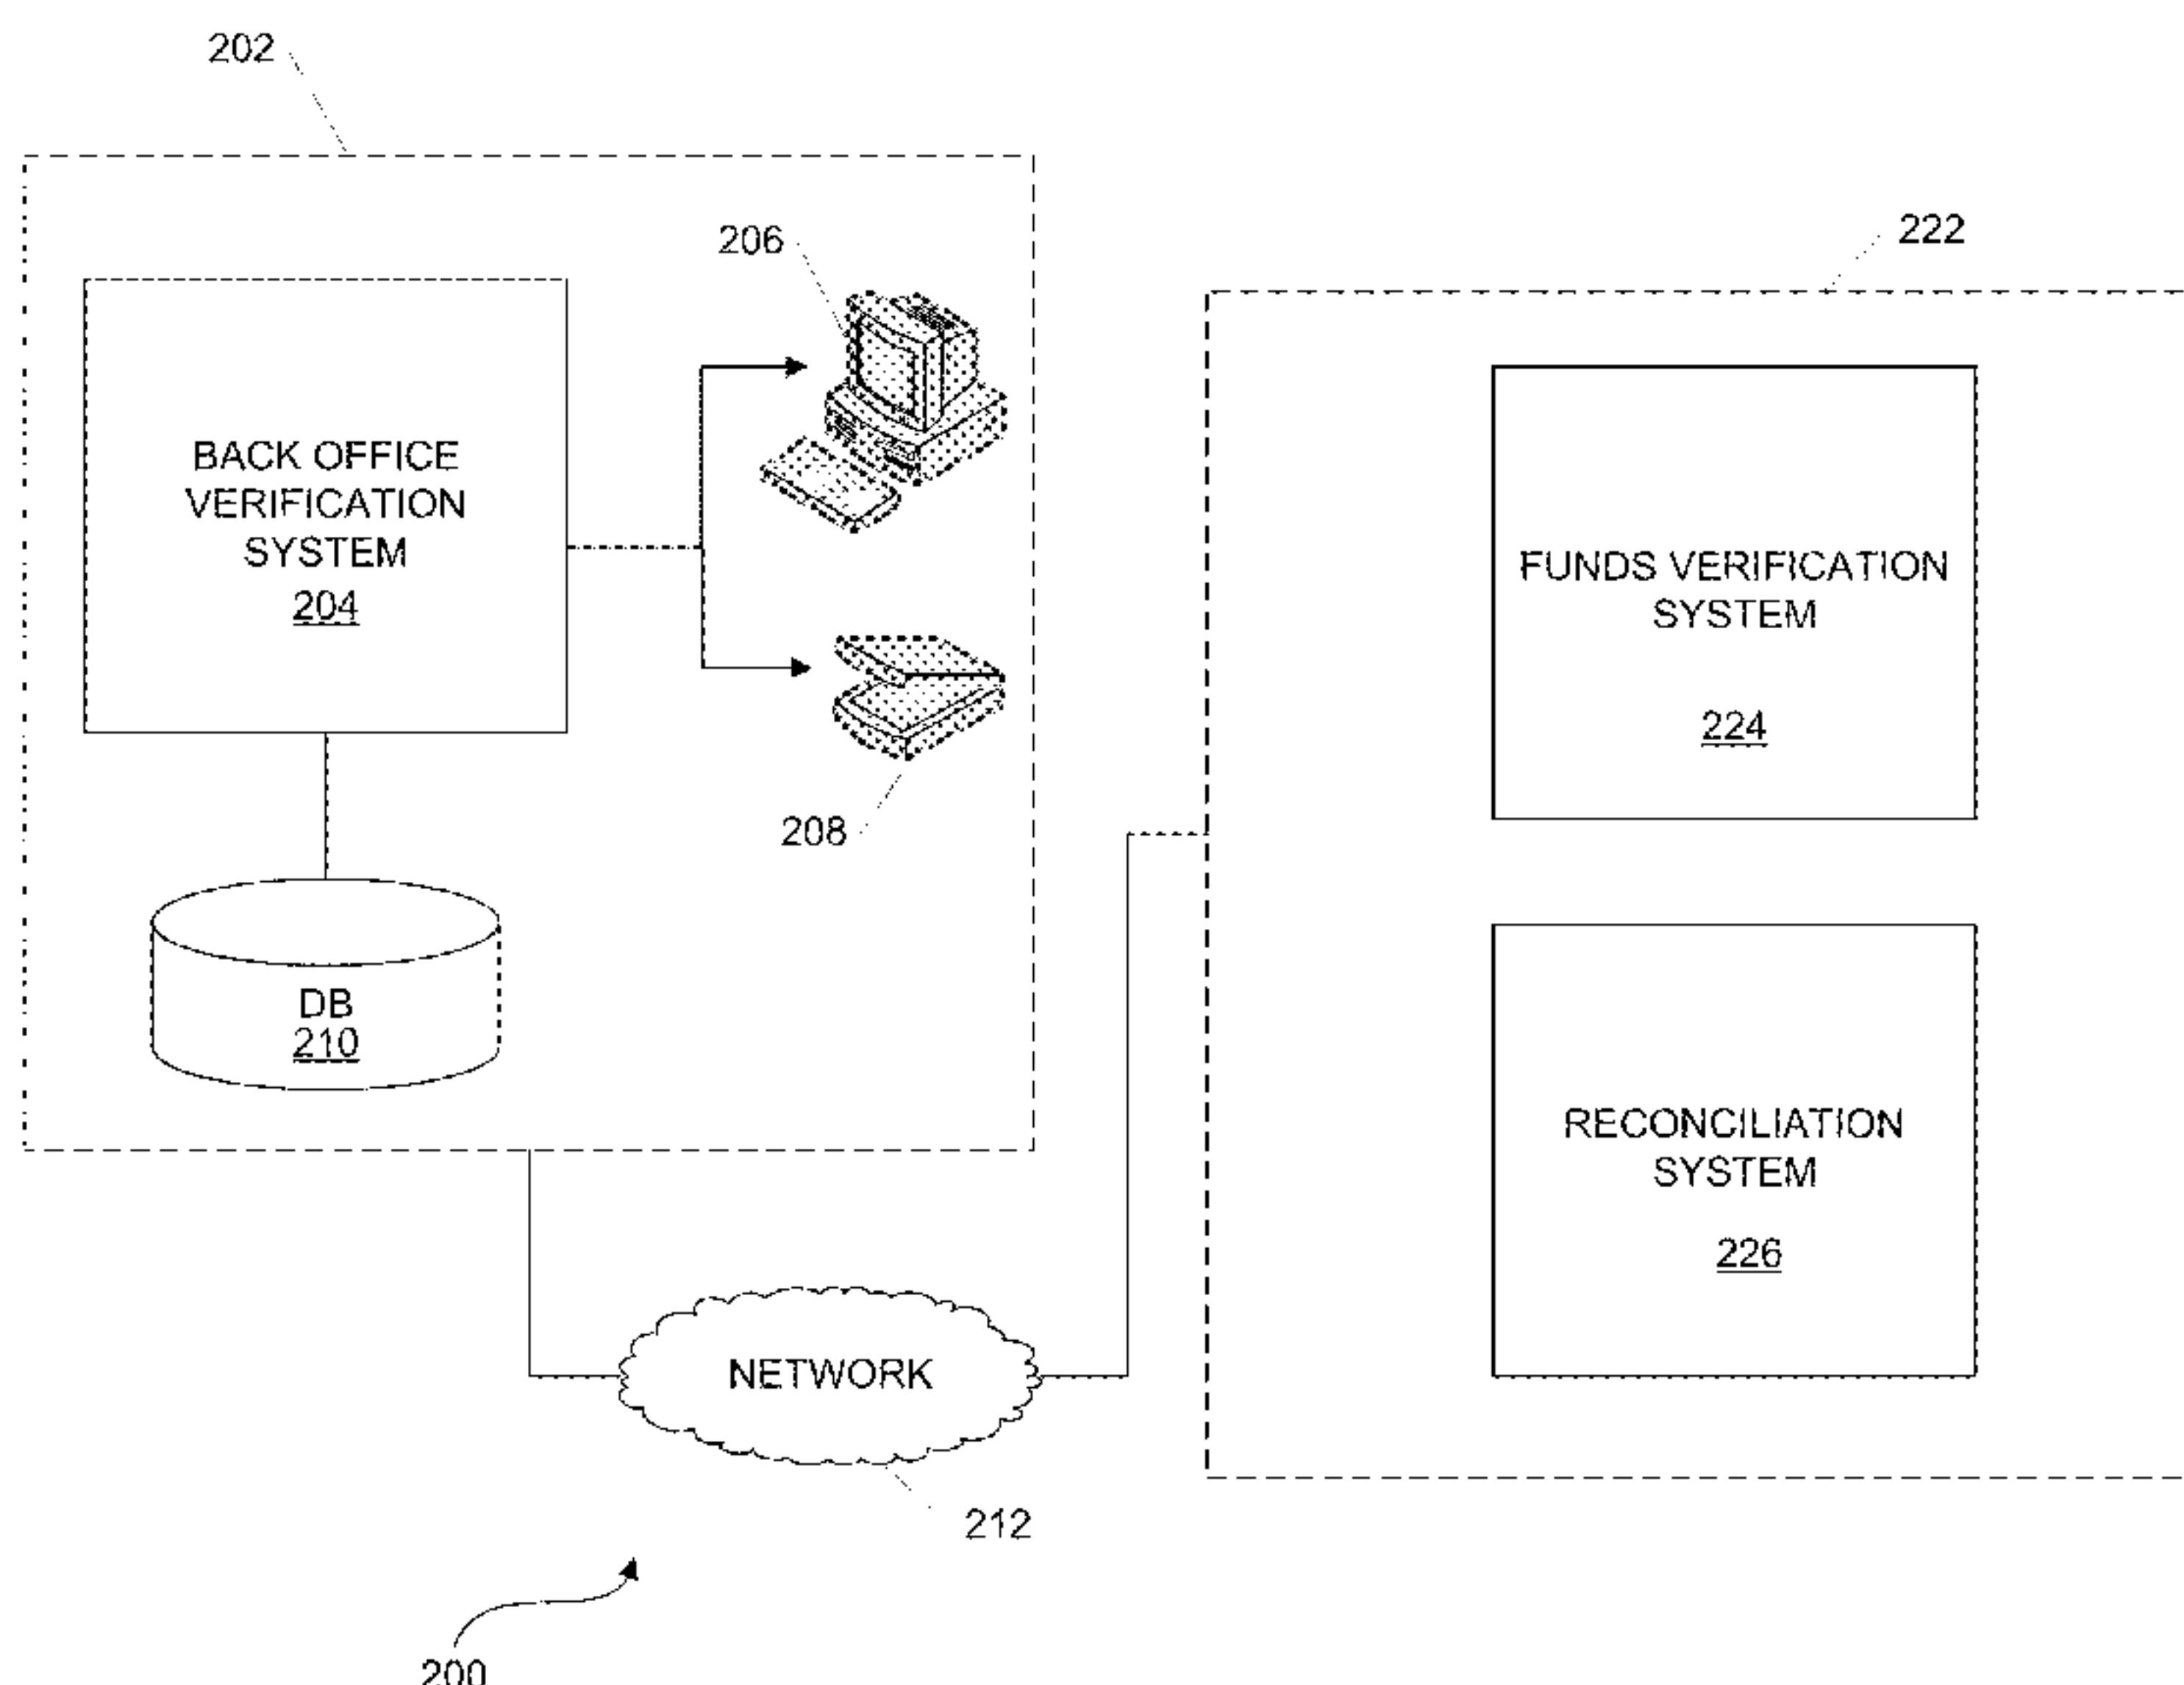 202
206
222
BACK OFFICE
VERIFICATION
SYSTEM
204
FUNDS VERIFICATION
SYSTEM
224
208
DB
210
RECONCILIATION
SYSTEM
226
NETWORK
212
200